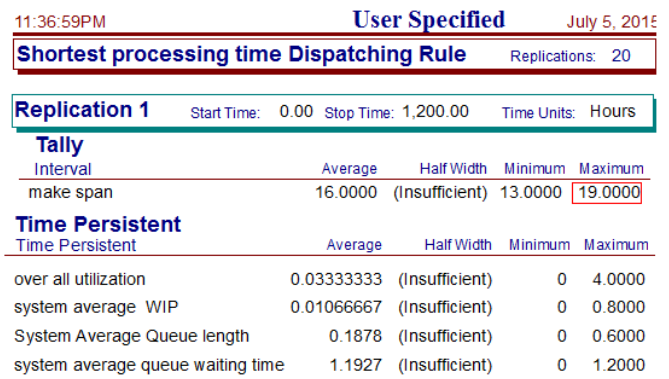 11:36:59PM User Specified July 5, 2015
Shortest processing time Dispatching Rule Replications: 20
Replication 1 Start Time: 0.00 Stop Time: 1,200.00 Time Units: Hours
Tally
Interval Average Half Width Minimum Maximum
make span 16.0000 (Insufficient) 13.0000 19.0000
Time Persistent
Time Persistent Average Half Width Minimum Maximum
over all utilization 0.03333333 (Insufficient) 0 4.0000
system average WIP 0.01066667 (Insufficient) 0 0.8000
System Average Queue length 0.1878 (Insufficient) 0 0.6000
system average queue waiting time 1.1927 (Insufficient) 0 1.2000